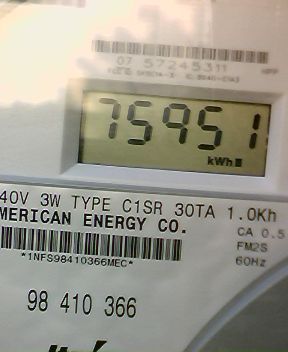 07 57245311
75951
kWh
40V 3W TYPE C1SR 30TA 1.0Kh
MERICAN ENERGY CO.
CA 0.5
FM2S
60Hz
*1NFS98410366MEC*
98 410 366